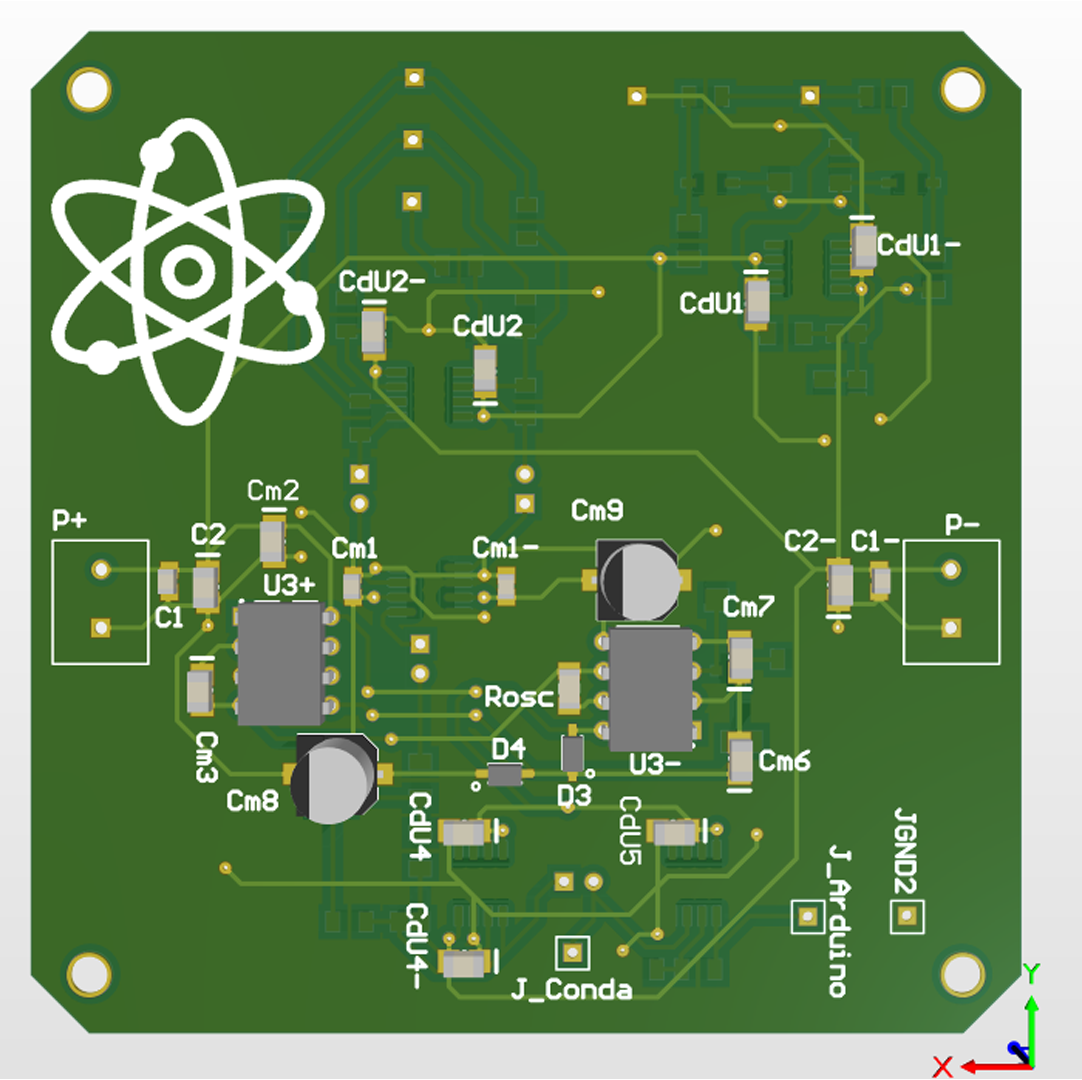 CdU1-
CdU2-
CdU1
CdU2
Cm2
Cm9
P+
C2
Cm1
Cm1-
C2-
C1-
P-
U3+
C1
Cm7
Rosc
Cm3
D4
U3-
Cm6
Cm8
D3
CdU4
CdU5
JGND2
J_Arduino
CdU4-
J_Conda
Y
X